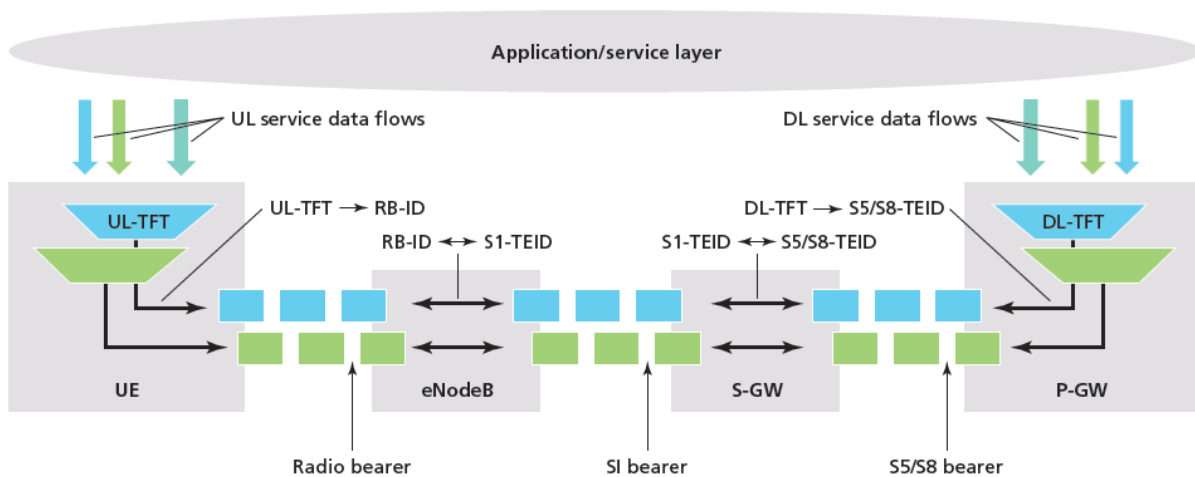 Application/service layer
UL service data flows
DL service data flows
UL-TFT
UL-TFT → RB-ID
DL-TFT → S5/S8-TEID
DL-TFT
RB-ID ↔ S1-TEID
S1-TEID ↔ S5/S8-TEID
UE
eNodeB
S-GW
P-GW
Radio bearer
SI bearer
S5/S8 bearer